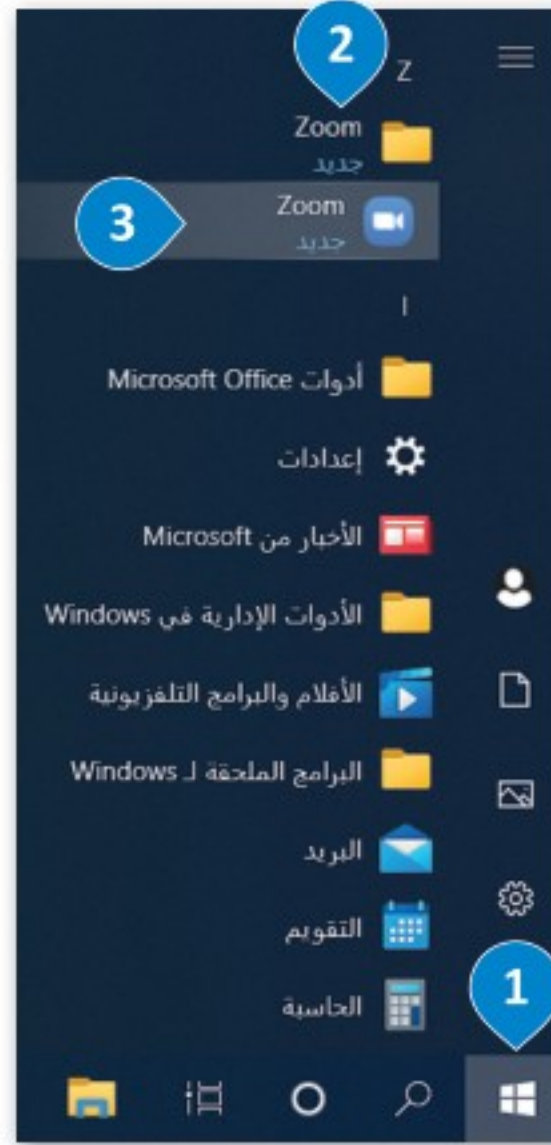 2
Z
Zoom
جديد
3
Zoom
جديد
ا
أدوات Microsoft Office
إعدادات
الأخبار من Microsoft
الأدوات الإدارية في Windows
الأفلام والبرامج التلفزيونية
البرامج الملحقة لـ Windows
البريد
التقويم
الحاسبة
1